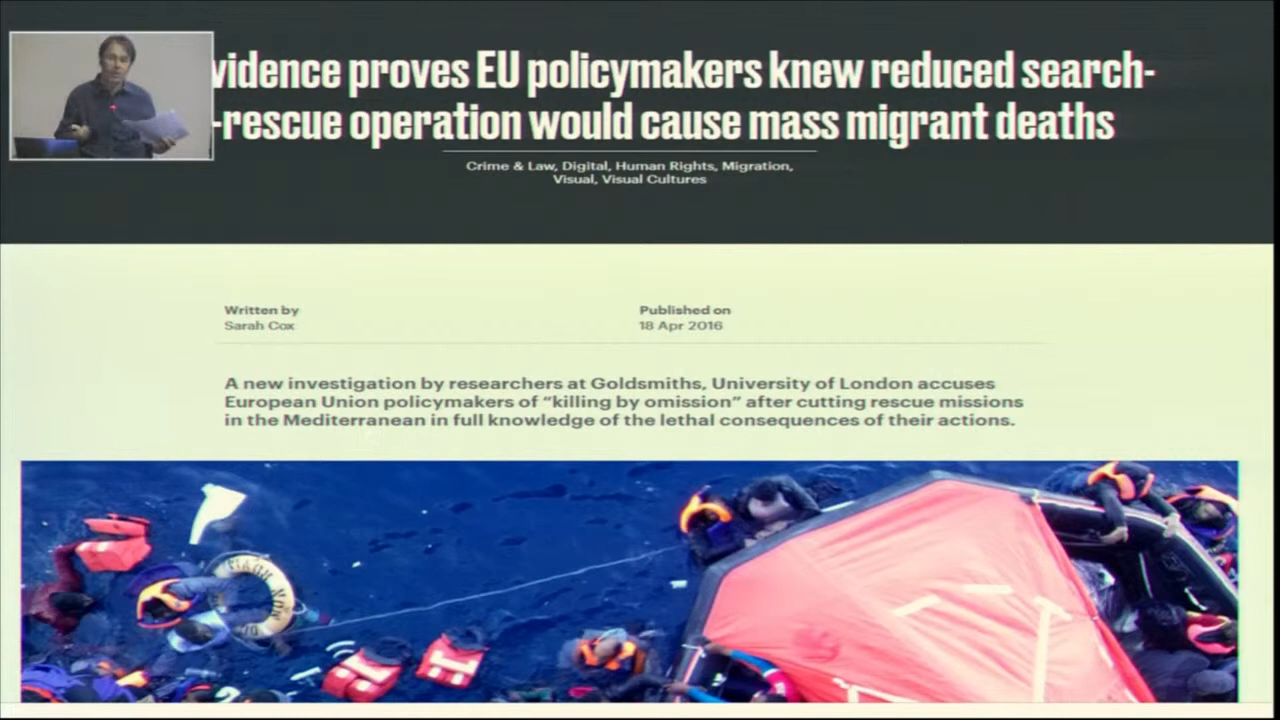 vidence proves EU policymakers knew reduced search-
-rescue operation would cause mass migrant deaths
Crime & Law, Digital, Human Rights, Migration,
Visual, Visual Cultures
Written by
Sarah Cox
Published on
18 Apr 2016
A new investigation by researchers at Goldsmiths, University of London accuses
European Union policymakers of “killing by omission” after cutting rescue missions
in the Mediterranean in full knowledge of the lethal consequences of their actions.